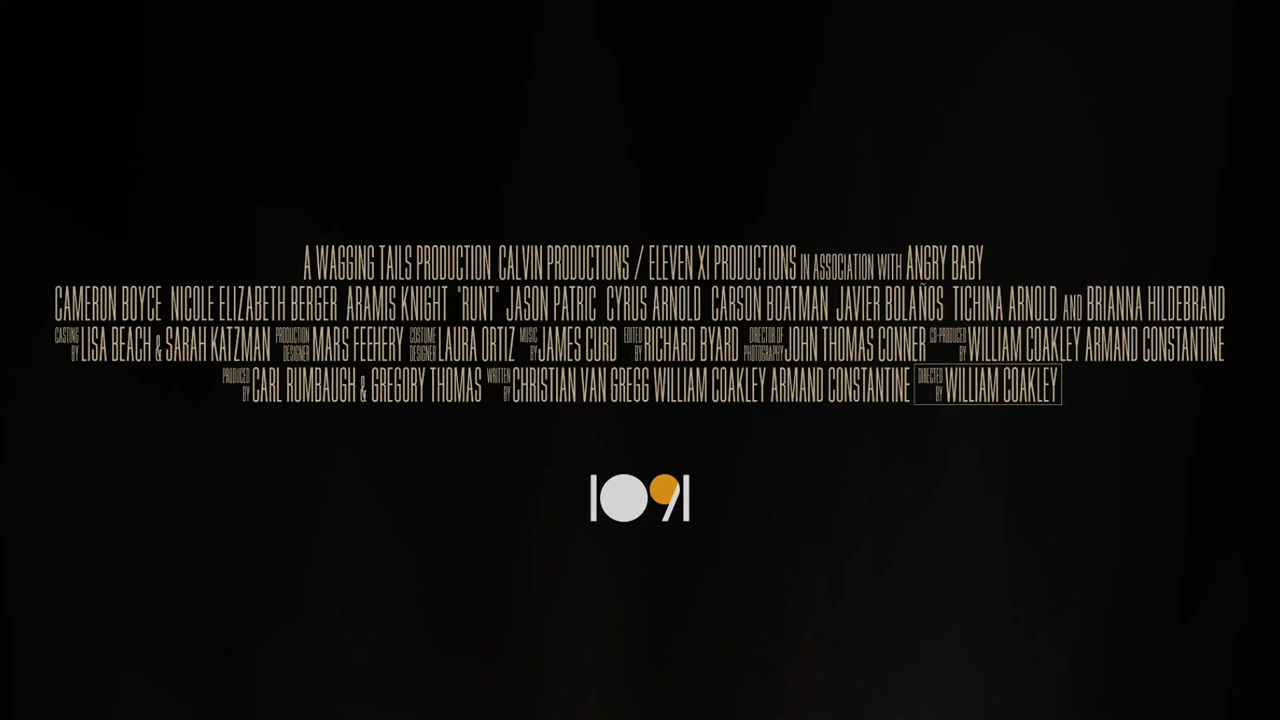 A WAGGING TAILS PRODUCTION CALVIN PRODUCTIONS / ELEVEN XI PRODUCTIONS IN ASSOCIATION WITH ANGRY BABY
CAMERON BOYCE NICOLE ELIZABETH BERGER ARAMIS KNIGHT "RUNT" JASON PATRIC CYRUS ARNOLD CARSON BOATMAN JAVIER BOLAÑOS TICHINA ARNOLD AND BRIANNA HILDEBRAND
CASTING BY LISA BEACH & SARAH KATZMAN PRODUCTION DESIGNER MARS FEEHERY COSTUME DESIGNER LAURA ORTIZ MUSIC BY JAMES CURD EDITED BY RICHARD BYARD DIRECTOR OF PHOTOGRAPHY JOHN THOMAS CONNER CO-PRODUCED BY WILLIAM COAKLEY ARMAND CONSTANTINE
PRODUCED BY CARL RUMBAUGH & GREGORY THOMAS WRITTEN BY CHRISTIAN VAN GREGG WILLIAM COAKLEY ARMAND CONSTANTINE DIRECTED BY WILLIAM COAKLEY
1091